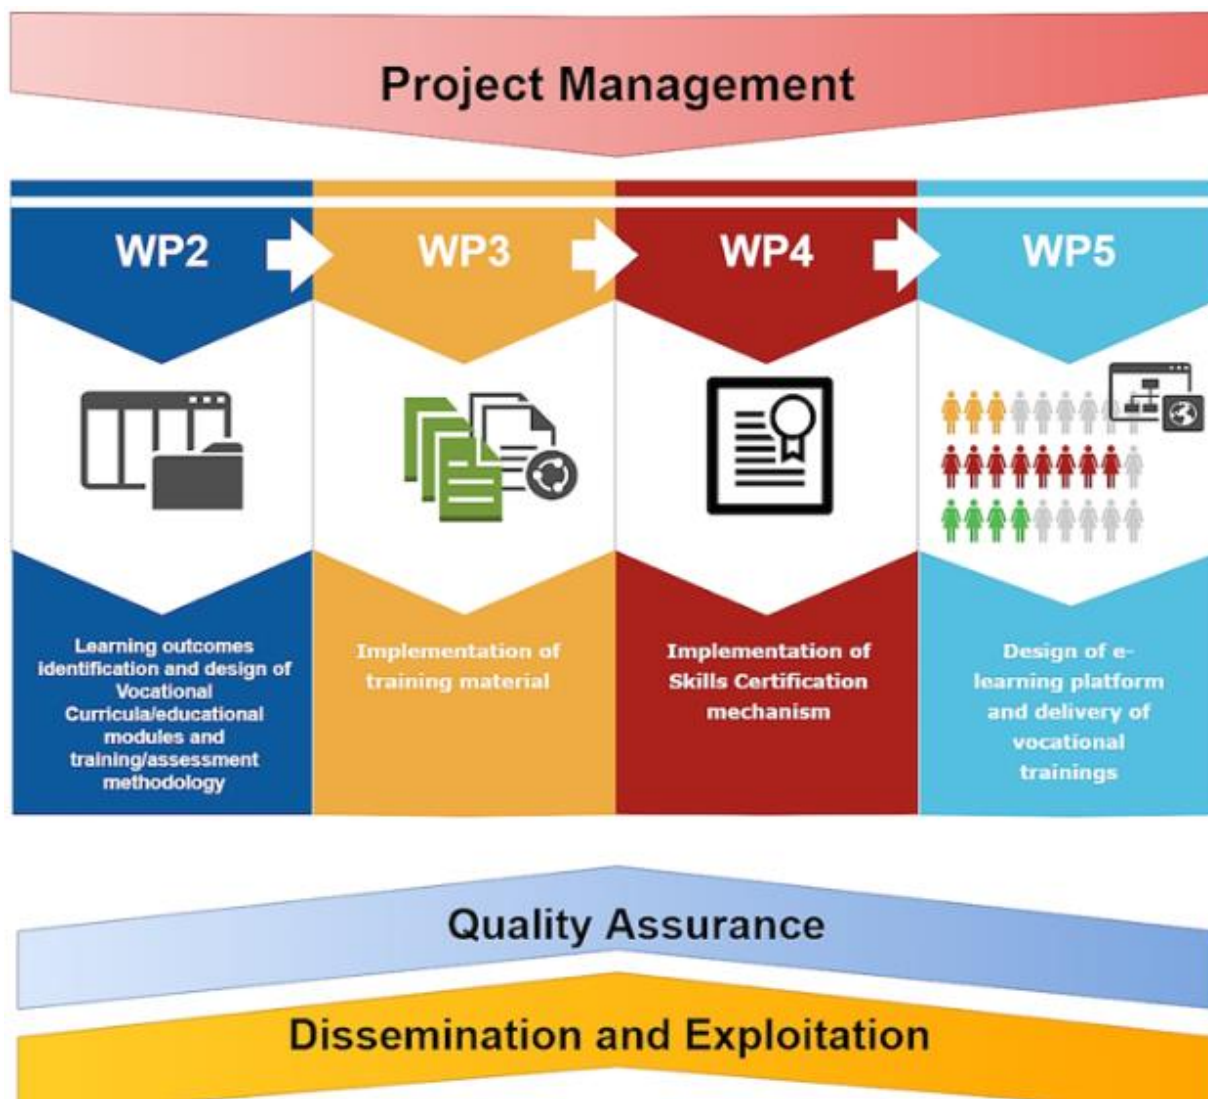 Project Management
WP2
WP3
WP4
WP5
Learning outcomes
identification and design of
Vocational
Curricula/educational
modules and
training/assessment
methodology
Implementation of
training material
Implementation of
Skills Certification
mechanism
Design of e-
learning platform
and delivery of
vocational
trainings
Quality Assurance
Dissemination and Exploitation